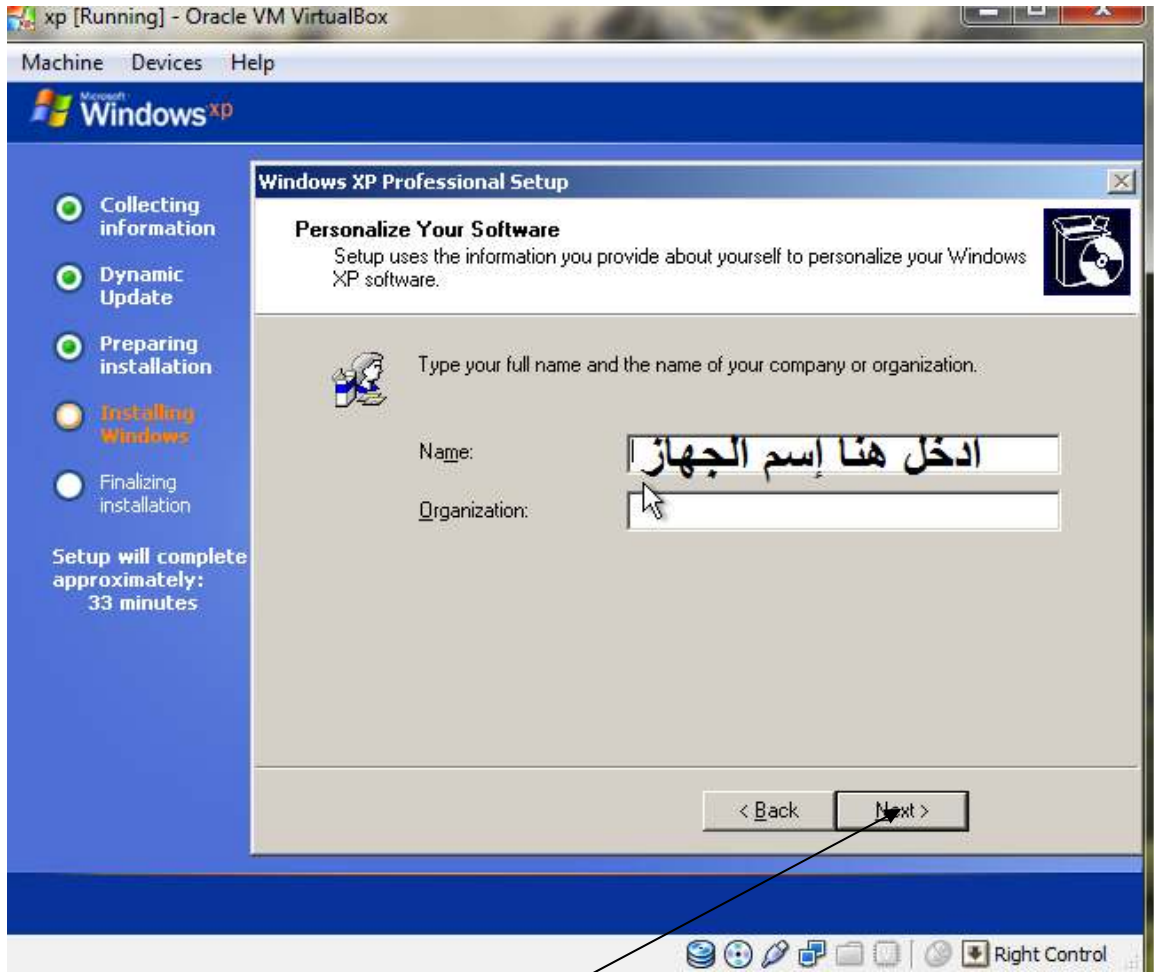 xp [Running] - Oracle VM VirtualBox
Machine Devices Help
Microsoft
Windows xp
Collecting
information
Dynamic
Update
Preparing
installation
Installing
Windows
Finalizing
installation
Setup will complete
approximately:
33 minutes
Windows XP Professional Setup
Personalize Your Software
Setup uses the information you provide about yourself to personalize your Windows
XP software.
Type your full name and the name of your company or organization.
Name:
ادخل هنا إسم الجهاز
Organization:
< Back
Next >
Right Control